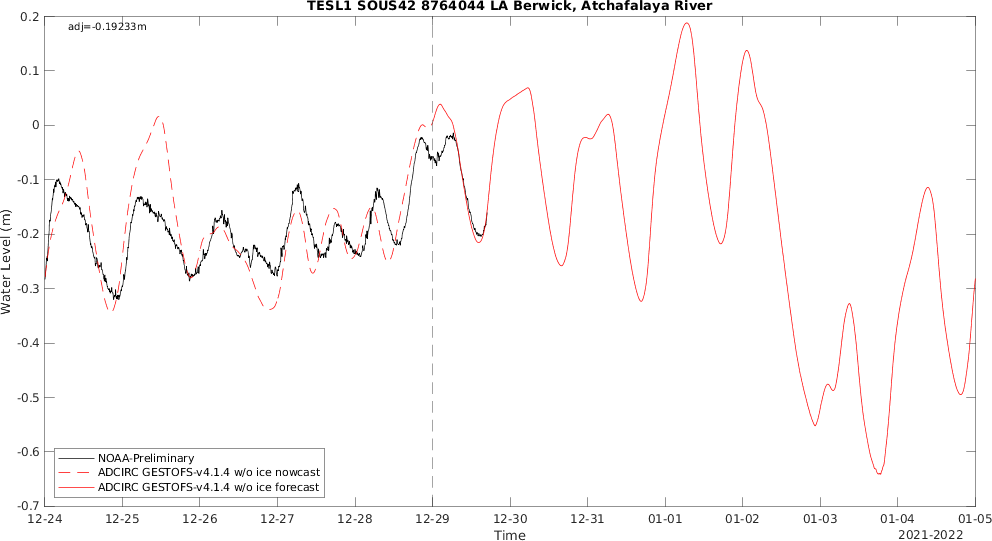 TESL1 SOUS42 8764044 LA Berwick, Atchafalaya River
adj=-0.19233m
0.2
0.1
0
-0.1
-0.2
-0.3
-0.4
-0.5
-0.6
-0.7
Water Level (m)
NOAA-Preliminary
ADCIRC GESTOFS-v4.1.4 w/o ice nowcast
ADCIRC GESTOFS-v4.1.4 w/o ice forecast
12-24 12-25 12-26 12-27 12-28 12-29 12-30 12-31 01-01 01-02 01-03 01-04 01-05
Time
2021-2022